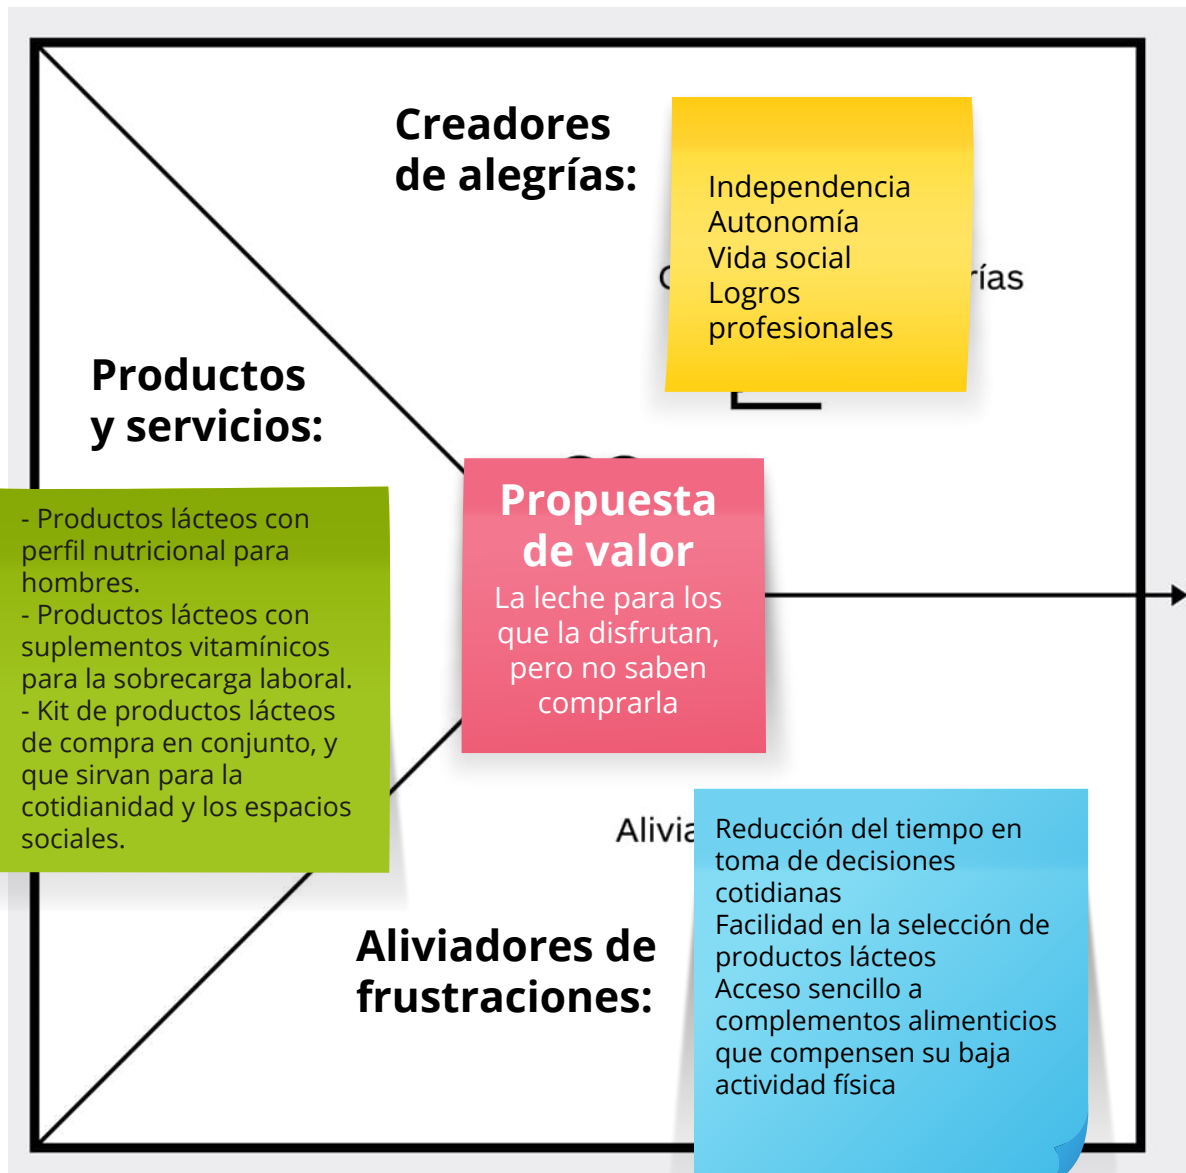 Creadores
de alegrías:
Independencia
Autonomía
Vida social
Logros
profesionales
rías
Productos
y servicios:
- Productos lácteos con
perfil nutricional para
hombres.
- Productos lácteos con
suplementos vitamínicos
para la sobrecarga laboral.
- Kit de productos lácteos
de compra en conjunto, y
que sirvan para la
cotidianidad y los espacios
sociales.
Propuesta
de valor
La leche para los
que la disfrutan,
pero no saben
comprarla
Alivia
Reducción del tiempo en
toma de decisiones
cotidianas
Facilidad en la selección de
productos lácteos
Acceso sencillo a
complementos alimenticios
que compensen su baja
actividad física
Aliviadores de
frustraciones: